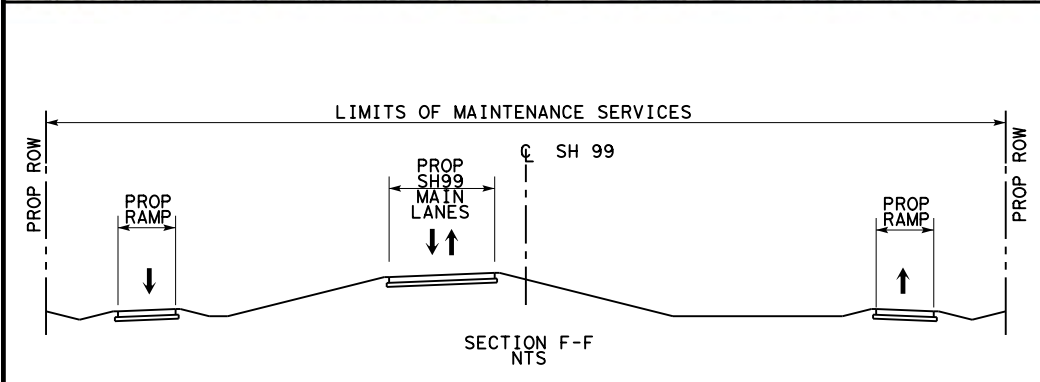 LIMITS OF MAINTENANCE SERVICES
℄ SH 99
PROP ROW
PROP
RAMP
PROP
SH99
MAIN
LANES
PROP
RAMP
PROP ROW
SECTION F-F
NTS